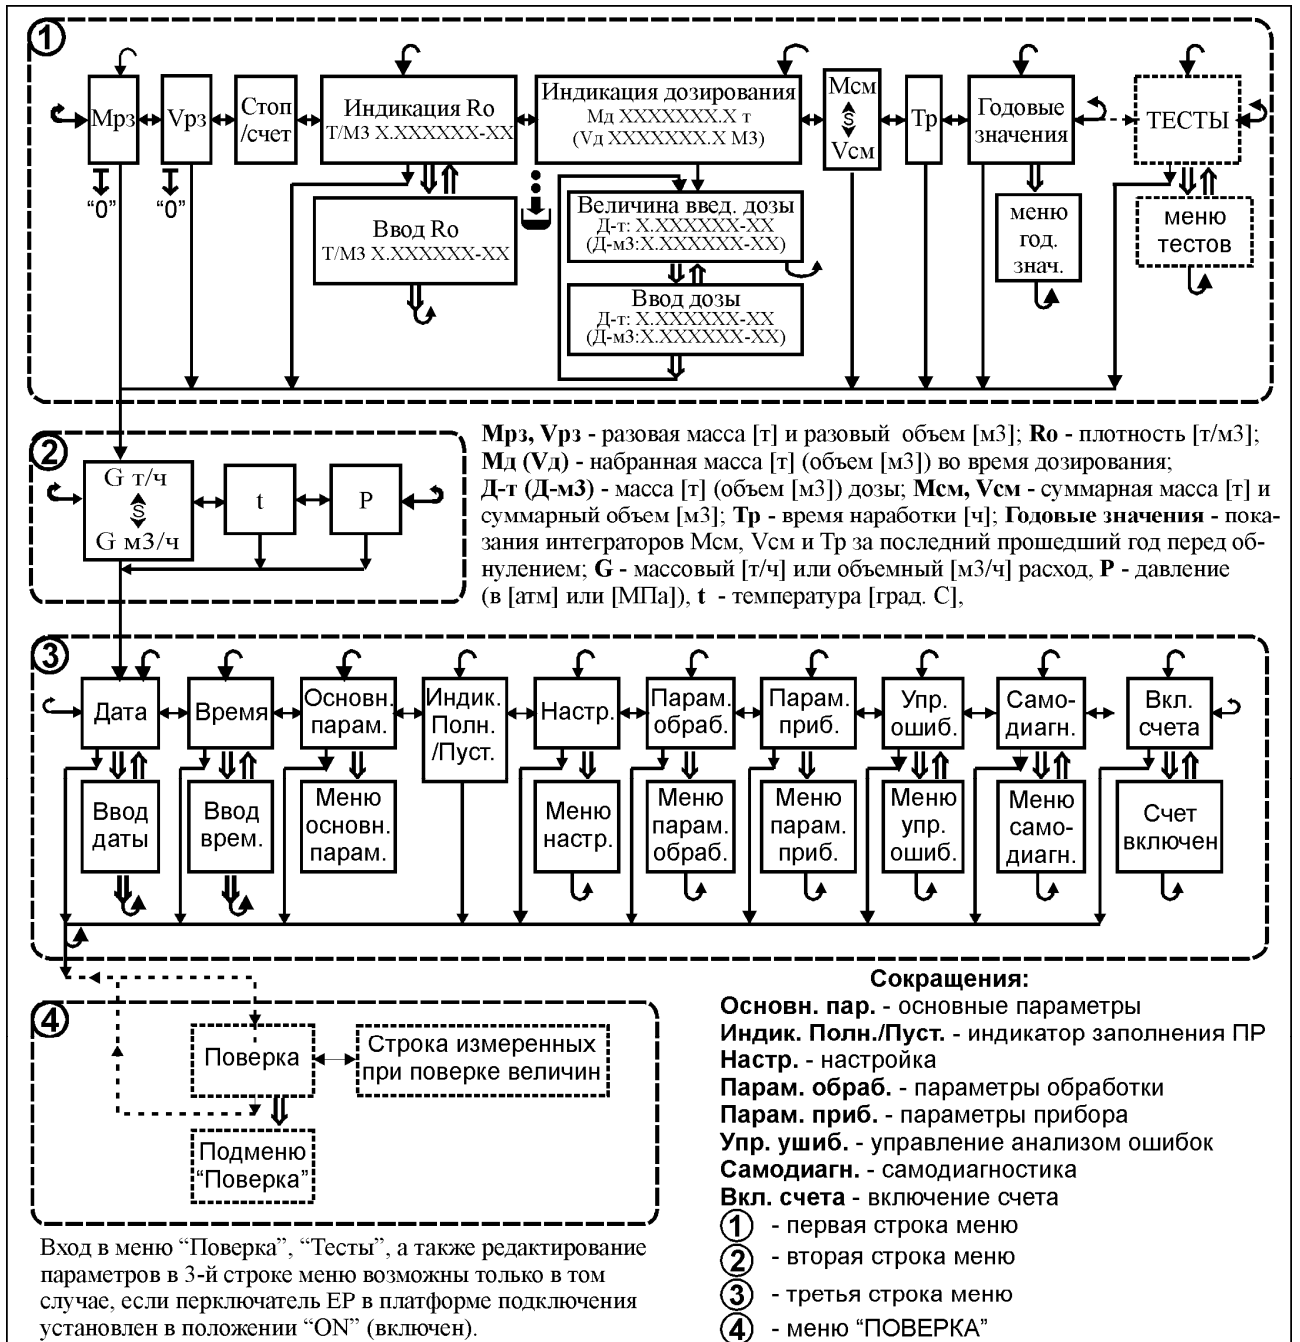 1
Мрз
Vрз
Стоп
/счет
Индикация Ro
Т/М3 X.XXXXXX-XX
Индикация дозирования
Мд XXXXXXX.X т
(Vд XXXXXXX.X М3)
Мсм
S
Vсм
Тр
Годовые
значения
ТЕСТЫ
“0”
“0”
Ввод Ro
Т/М3 X.XXXXXX-XX
Величина введ. дозы
Д-т: X.XXXXXX-XX
(Д-м3:X.XXXXXX-XX)
Ввод дозы
Д-т: X.XXXXXX-XX
(Д-м3:X.XXXXXX-XX)
меню
год.
знач.
меню
тестов
2
G т/ч
S
G м3/ч
t
P
Мрз, Vрз - разовая масса [т] и разовый объем [м3]; Ro - плотность [т/м3];
Мд (Vд) - набранная масса [т] (объем [м3]) во время дозирования;
Д-т (Д-м3) - масса [т] (объем [м3]) дозы; Мсм, Vсм - суммарная масса [т] и
суммарный объем [м3]; Тр - время наработки [ч]; Годовые значения - пока-
зания интеграторов Мсм, Vсм и Тр за последний прошедший год перед об-
нулением; G - массовый [т/ч] или объемный [м3/ч] расход, P - давление
(в [атм] или [МПа]), t - температура [град. С],
3
Дата
Время
Основн.
парам.
Индик.
Полн.
/Пуст.
Настр.
Парам.
обраб.
Парам.
приб.
Упр.
ошиб.
Само-
диагн.
Вкл.
счета
Ввод
даты
Ввод
врем.
Меню
основн.
парам.
Меню
настр.
Меню
парам.
обраб.
Меню
парам.
приб.
Меню
упр.
ошиб.
Меню
само-
диагн.
Счет
включен
4
Поверка
Строка измеренных
при поверке величин
Подменю
“Поверка”
Вход в меню “Поверка”, “Тесты”, а также редактирование
параметров в 3-й строке меню возможны только в том
случае, если перключатель ЕР в платформе подключения
установлен в положении “ON” (включен).
Сокращения:
Основн. пар. - основные параметры
Индик. Полн./Пуст. - индикатор заполнения ПР
Настр. - настройка
Парам. обраб. - параметры обработки
Парам. приб. - параметры прибора
Упр. ушиб. - управление анализом ошибок
Самодиагн. - самодиагностика
Вкл. счета - включение счета
1 - первая строка меню
2 - вторая строка меню
3 - третья строка меню
4 - меню “ПОВЕРКА”